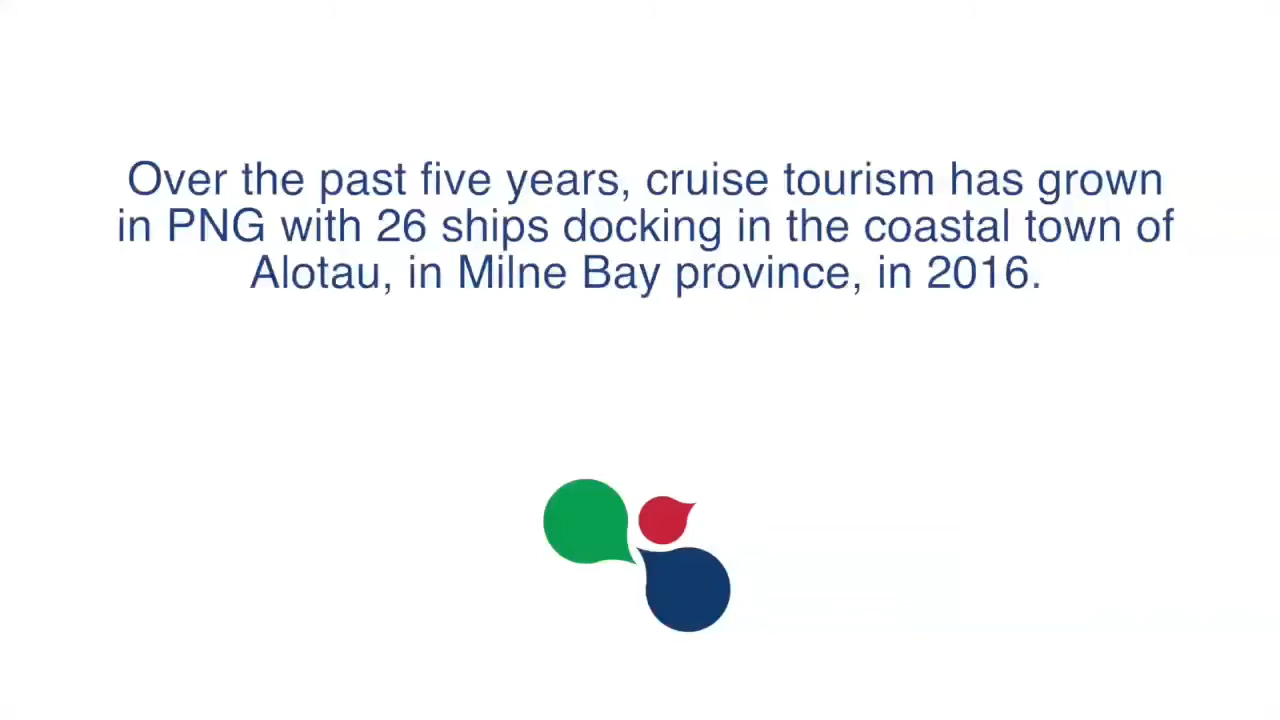 Over the past five years, cruise tourism has grown
in PNG with 26 ships docking in the coastal town of
Alotau, in Milne Bay province, in 2016.